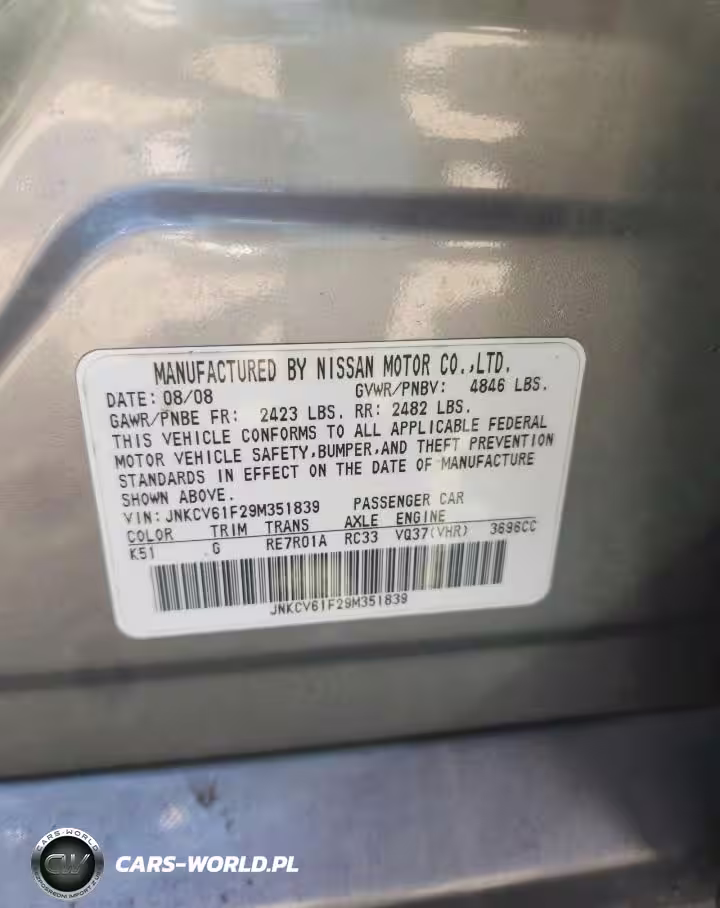 MANUFACTURED BY NISSAN MOTOR CO.,LTD.
DATE: 08/08 GVWR/PNBV: 4846 LBS.
GAWR/PNBE FR: 2423 LBS. RR: 2482 LBS.
THIS VEHICLE CONFORMS TO ALL APPLICABLE FEDERAL
MOTOR VEHICLE SAFETY,BUMPER,AND THEFT PREVENTION
STANDARDS IN EFFECT ON THE DATE OF MANUFACTURE
SHOWN ABOVE.
VIN: JNKCV61F29M351839 PASSENGER CAR
COLOR TRIM TRANS AXLE ENGINE
K51 G RE7R01A RC33 VQ37(VHR) 3696CC
JNKCV61F29M351839
CARS-WORLD
CW
CARS-WORLD.PL